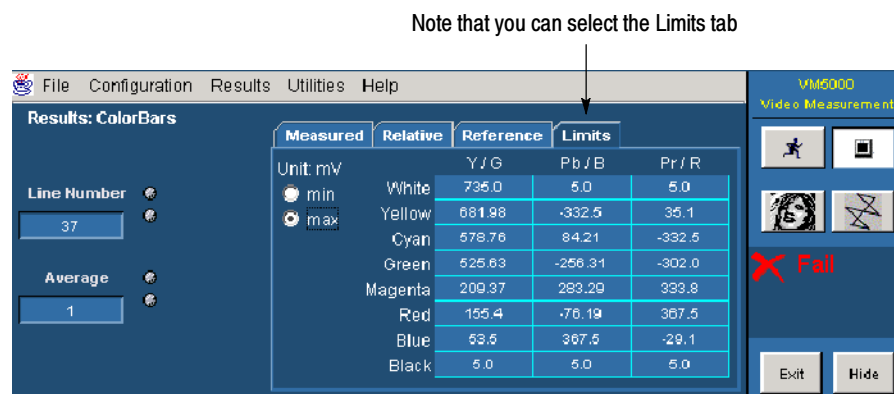 Note that you can select the Limits tab
File Configuration Results Utilities Help
VM5000
Video Measurement
Results: ColorBars
Measured Relative Reference Limits
Unit: mV Y/G Pb/B Pr/R
min White 735.0 5.0 5.0
max Yellow 681.98 -332.5 35.1
Cyan 578.76 84.21 -332.5
Green 525.63 -256.31 -302.0
Magenta 209.37 283.29 333.8
Red 155.4 -76.19 367.5
Blue 53.5 367.5 -29.1
Black 5.0 5.0 5.0
Line Number
37
Average
1
Fail
Exit Hide